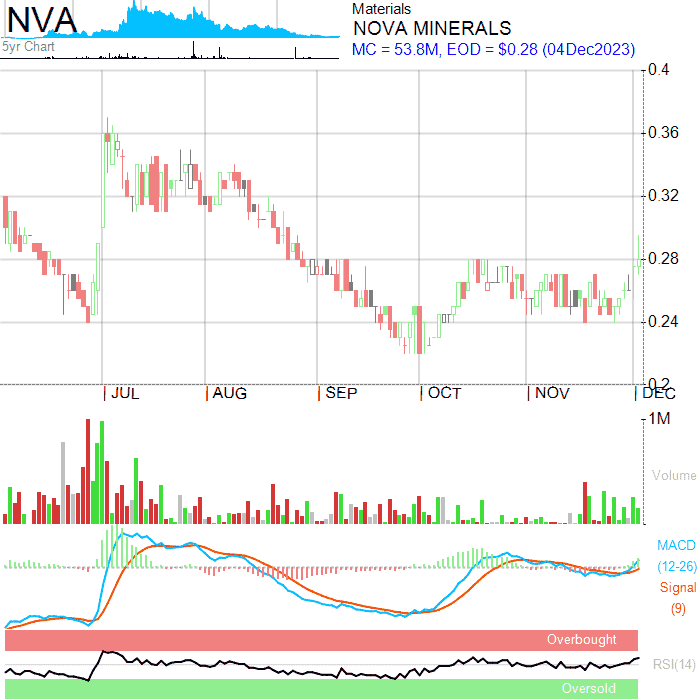 NVA
5yr Chart
Materials
NOVA MINERALS
MC = 53.8M, EOD = $0.28 (04Dec2023)
0.4
0.36
0.32
0.28
0.24
0.2
JUL AUG SEP OCT NOV DEC
1M
Volume
MACD
(12-26)
Signal
(9)
Overbought
RSI(14)
Oversold